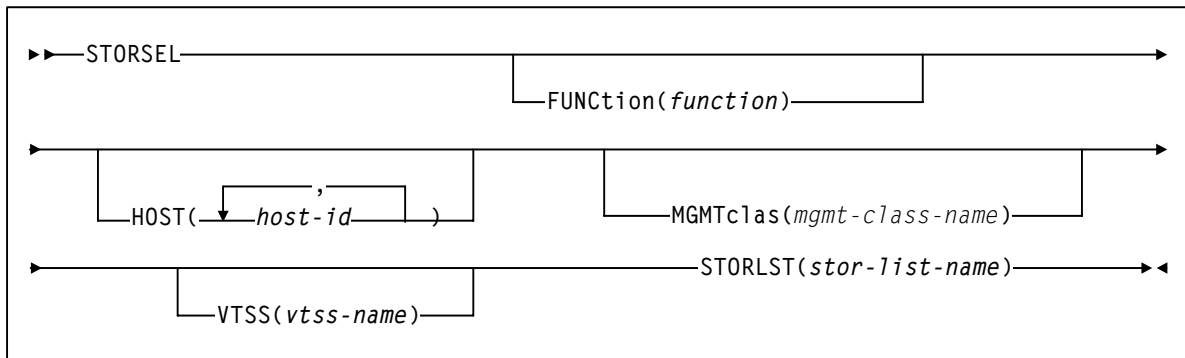 STORSEL
FUNCtion(function)
,
HOST( host-id )
MGMTclas(mgmt-class-name)
STORLST(stor-list-name)
VTSS(vtss-name)